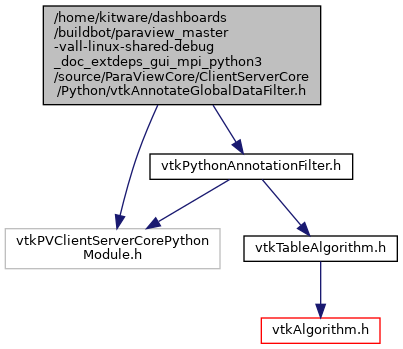 /home/kitware/dashboards
/buildbot/paraview_master
-vall-linux-shared-debug
_doc_extdeps_gui_mpi_python3
/source/ParaViewCore/ClientServerCore
/Python/vtkAnnotateGlobalDataFilter.h
vtkPythonAnnotationFilter.h
vtkPVClientServerCorePython
Module.h
vtkTableAlgorithm.h
vtkAlgorithm.h